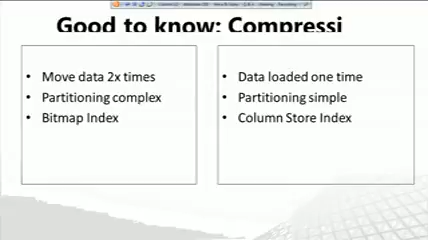 Good to know: Compressi
• Move data 2x times
• Partitioning complex
• Bitmap Index
• Data loaded one time
• Partitioning simple
• Column Store Index